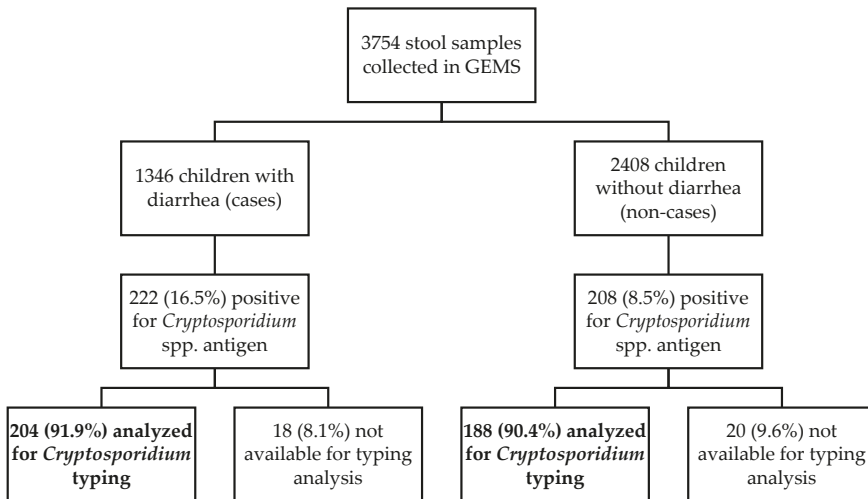 3754 stool samples
collected in GEMS
1346 children with
diarrhea (cases)
2408 children
without diarrhea
(non-cases)
222 (16.5%) positive
for Cryptosporidium
spp. antigen
208 (8.5%) positive
for Cryptosporidium
spp. antigen
204 (91.9%) analyzed
for Cryptosporidium
typing
18 (8.1%) not
available for typing
analysis
188 (90.4%) analyzed
for Cryptosporidium
typing
20 (9.6%) not
available for typing
analysis